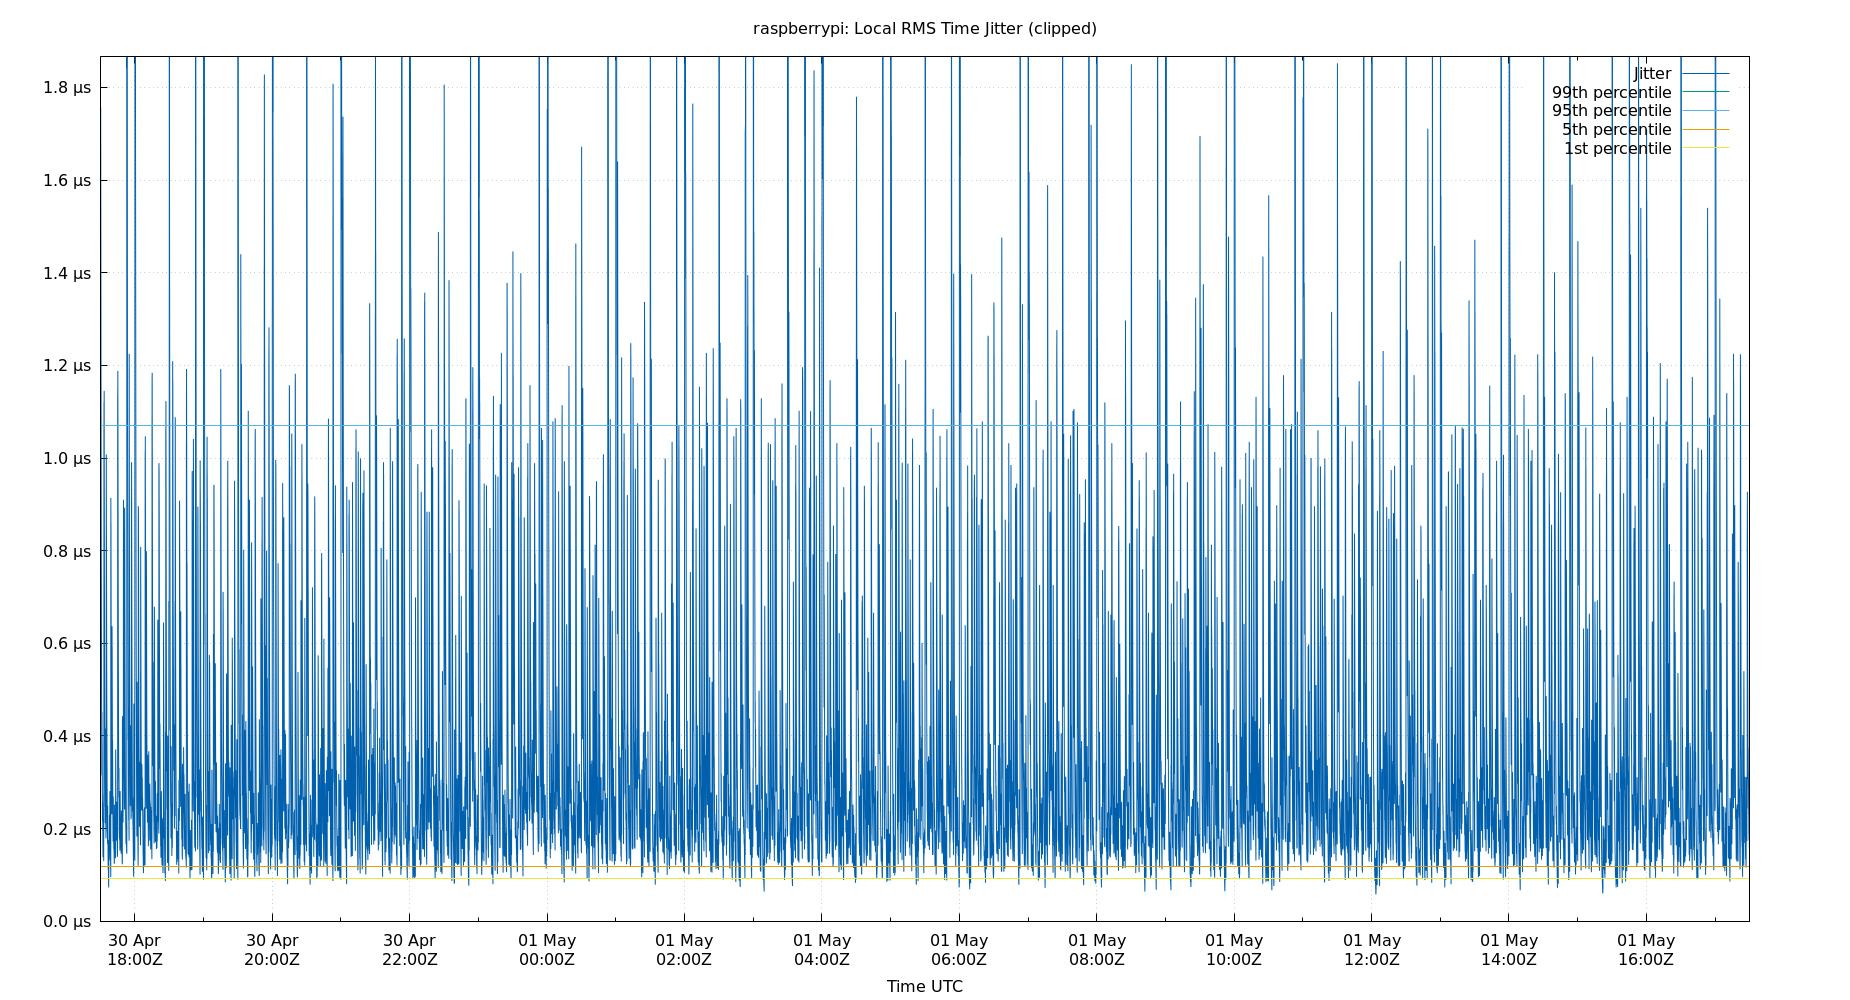 raspberrypi: Local RMS Time Jitter (clipped)
Jitter
99th percentile
95th percentile
5th percentile
1st percentile
1.8 µs
1.6 µs
1.4 µs
1.2 µs
1.0 µs
0.8 µs
0.6 µs
0.4 µs
0.2 µs
0.0 µs
30 Apr 30 Apr 30 Apr 01 May 01 May 01 May 01 May 01 May 01 May 01 May 01 May 01 May
18:00Z 20:00Z 22:00Z 00:00Z 02:00Z 04:00Z 06:00Z 08:00Z 10:00Z 12:00Z 14:00Z 16:00Z
Time UTC